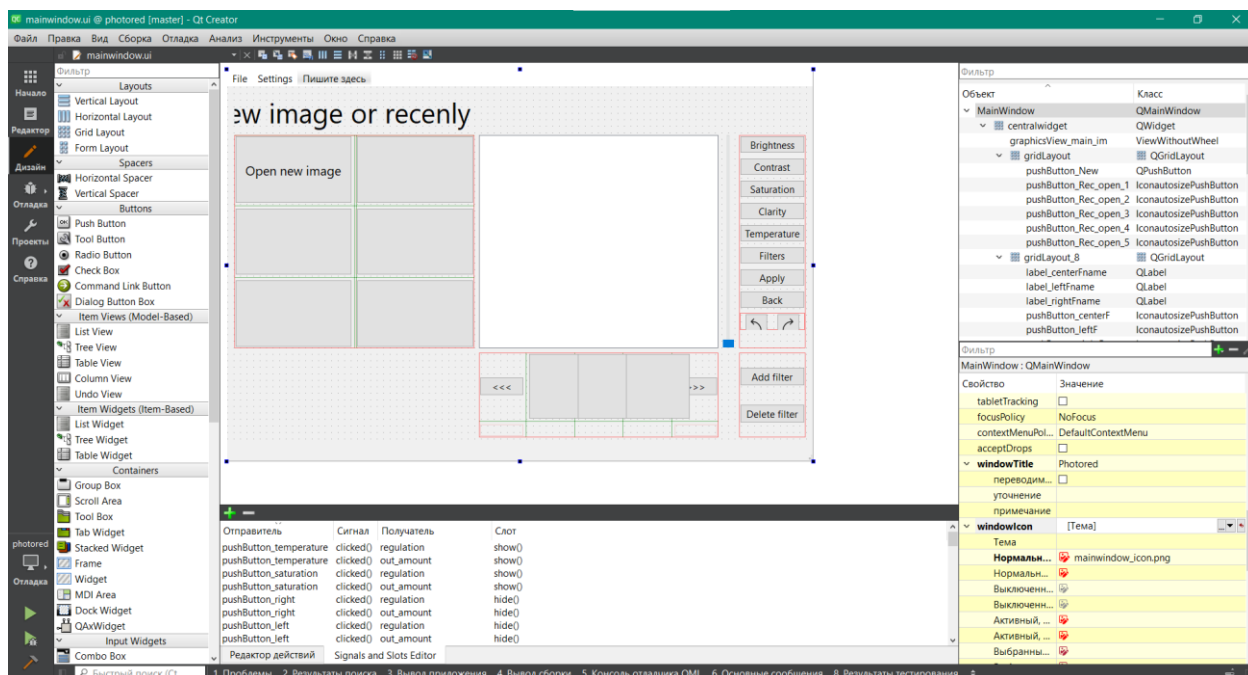 mainwindow.ui @ photored [master] - Qt Creator
Файл Правка Вид Сборка Отладка Анализ Инструменты Окно Справка
mainwindow.ui
Начало
Редактор
Дизайн
Отладка
Проекты
Справка
photored
Отладка
Фильтр
Layouts
Vertical Layout
Horizontal Layout
Grid Layout
Form Layout
Spacers
Horizontal Spacer
Vertical Spacer
Buttons
Push Button
Tool Button
Radio Button
Check Box
Command Link Button
Dialog Button Box
Item Views (Model-Based)
List View
Tree View
Table View
Column View
Undo View
Item Widgets (Item-Based)
List Widget
Tree Widget
Table Widget
Containers
Group Box
Scroll Area
Tool Box
Tab Widget
Stacked Widget
Frame
Widget
MDI Area
Dock Widget
QAxWidget
Input Widgets
Combo Box
File Settings Пишите здесь
ew image or recenly
Open new image
Brightness
Contrast
Saturation
Clarity
Temperature
Filters
Apply
Back
<<<
>>
Add filter
Delete filter
Отправитель Сигнал Получатель Слот
pushButton_temperature clicked() regulation show()
pushButton_temperature clicked() out_amount show()
pushButton_saturation clicked() regulation show()
pushButton_saturation clicked() out_amount show()
pushButton_right clicked() regulation hide()
pushButton_right clicked() out_amount hide()
pushButton_left clicked() regulation hide()
pushButton_left clicked() out_amount hide()
Редактор действий Signals and Slots Editor
Фильтр
Объект Класс
MainWindow QMainWindow
centralwidget QWidget
graphicsView_main_im ViewWithoutWheel
gridLayout QGridLayout
pushButton_New QPushButton
pushButton_Rec_open_1 IconautosizePushButton
pushButton_Rec_open_2 IconautosizePushButton
pushButton_Rec_open_3 IconautosizePushButton
pushButton_Rec_open_4 IconautosizePushButton
pushButton_Rec_open_5 IconautosizePushButton
gridLayout_8 QGridLayout
label_centerFname QLabel
label_leftFname QLabel
label_rightFname QLabel
pushButton_centerF IconautosizePushButton
pushButton_leftF IconautosizePushButton
Фильтр
MainWindow : QMainWindow
Свойство Значение
tabletTracking
focusPolicy NoFocus
contextMenuPol... DefaultContextMenu
acceptDrops
windowTitle Photored
переводим...
уточнение
примечание
windowIcon [Тема]
Тема
Нормальн... mainwindow_icon.png
Нормальн...
Выключенн...
Выключенн...
Активный, ...
Активный, ...
Выбранны...
Быстрый поиск (Ct
1 Проблемы 2 Результаты поиска 3 Вывод приложения 4 Вывод сборки 5 Консоль отладчика QML 6 Основные сообщения 8 Результаты тестирования